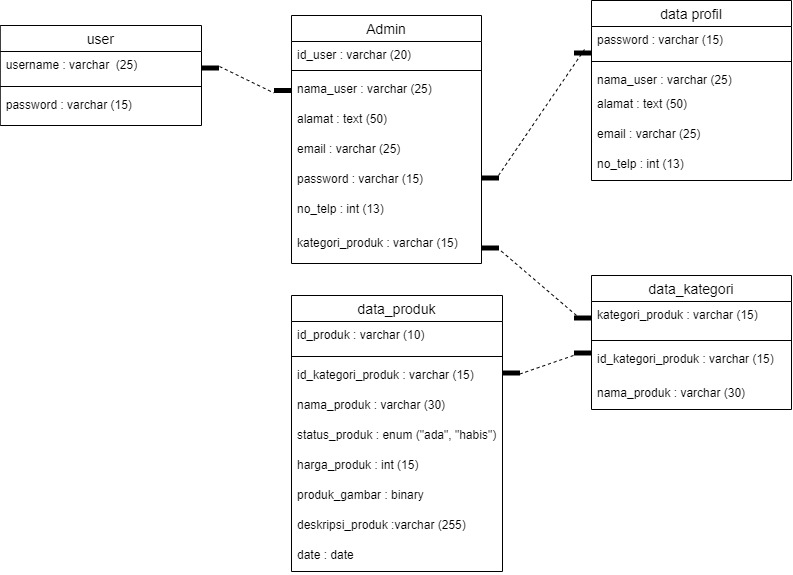 user
username : varchar (25)
password : varchar (15)
Admin
id_user : varchar (20)
nama_user : varchar (25)
alamat : text (50)
email : varchar (25)
password : varchar (15)
no_telp : int (13)
kategori_produk : varchar (15)
data profil
password : varchar (15)
nama_user : varchar (25)
alamat : text (50)
email : varchar (25)
no_telp : int (13)
data_produk
id_produk : varchar (10)
id_kategori_produk : varchar (15)
nama_produk : varchar (30)
status_produk : enum ("ada", "habis")
harga_produk : int (15)
produk_gambar : binary
deskripsi_produk :varchar (255)
date : date
data_kategori
kategori_produk : varchar (15)
id_kategori_produk : varchar (15)
nama_produk : varchar (30)